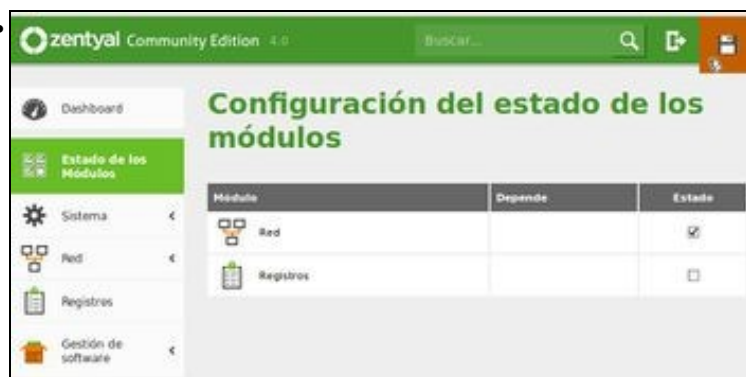 zentyal Community Edition 4.0
Buscar...
Dashboard
Estado de los
Módulos
Sistema
Red
Registros
Gestión de
software
Configuración del estado de los
módulos
Módulo Depende Estado
Red
Registros